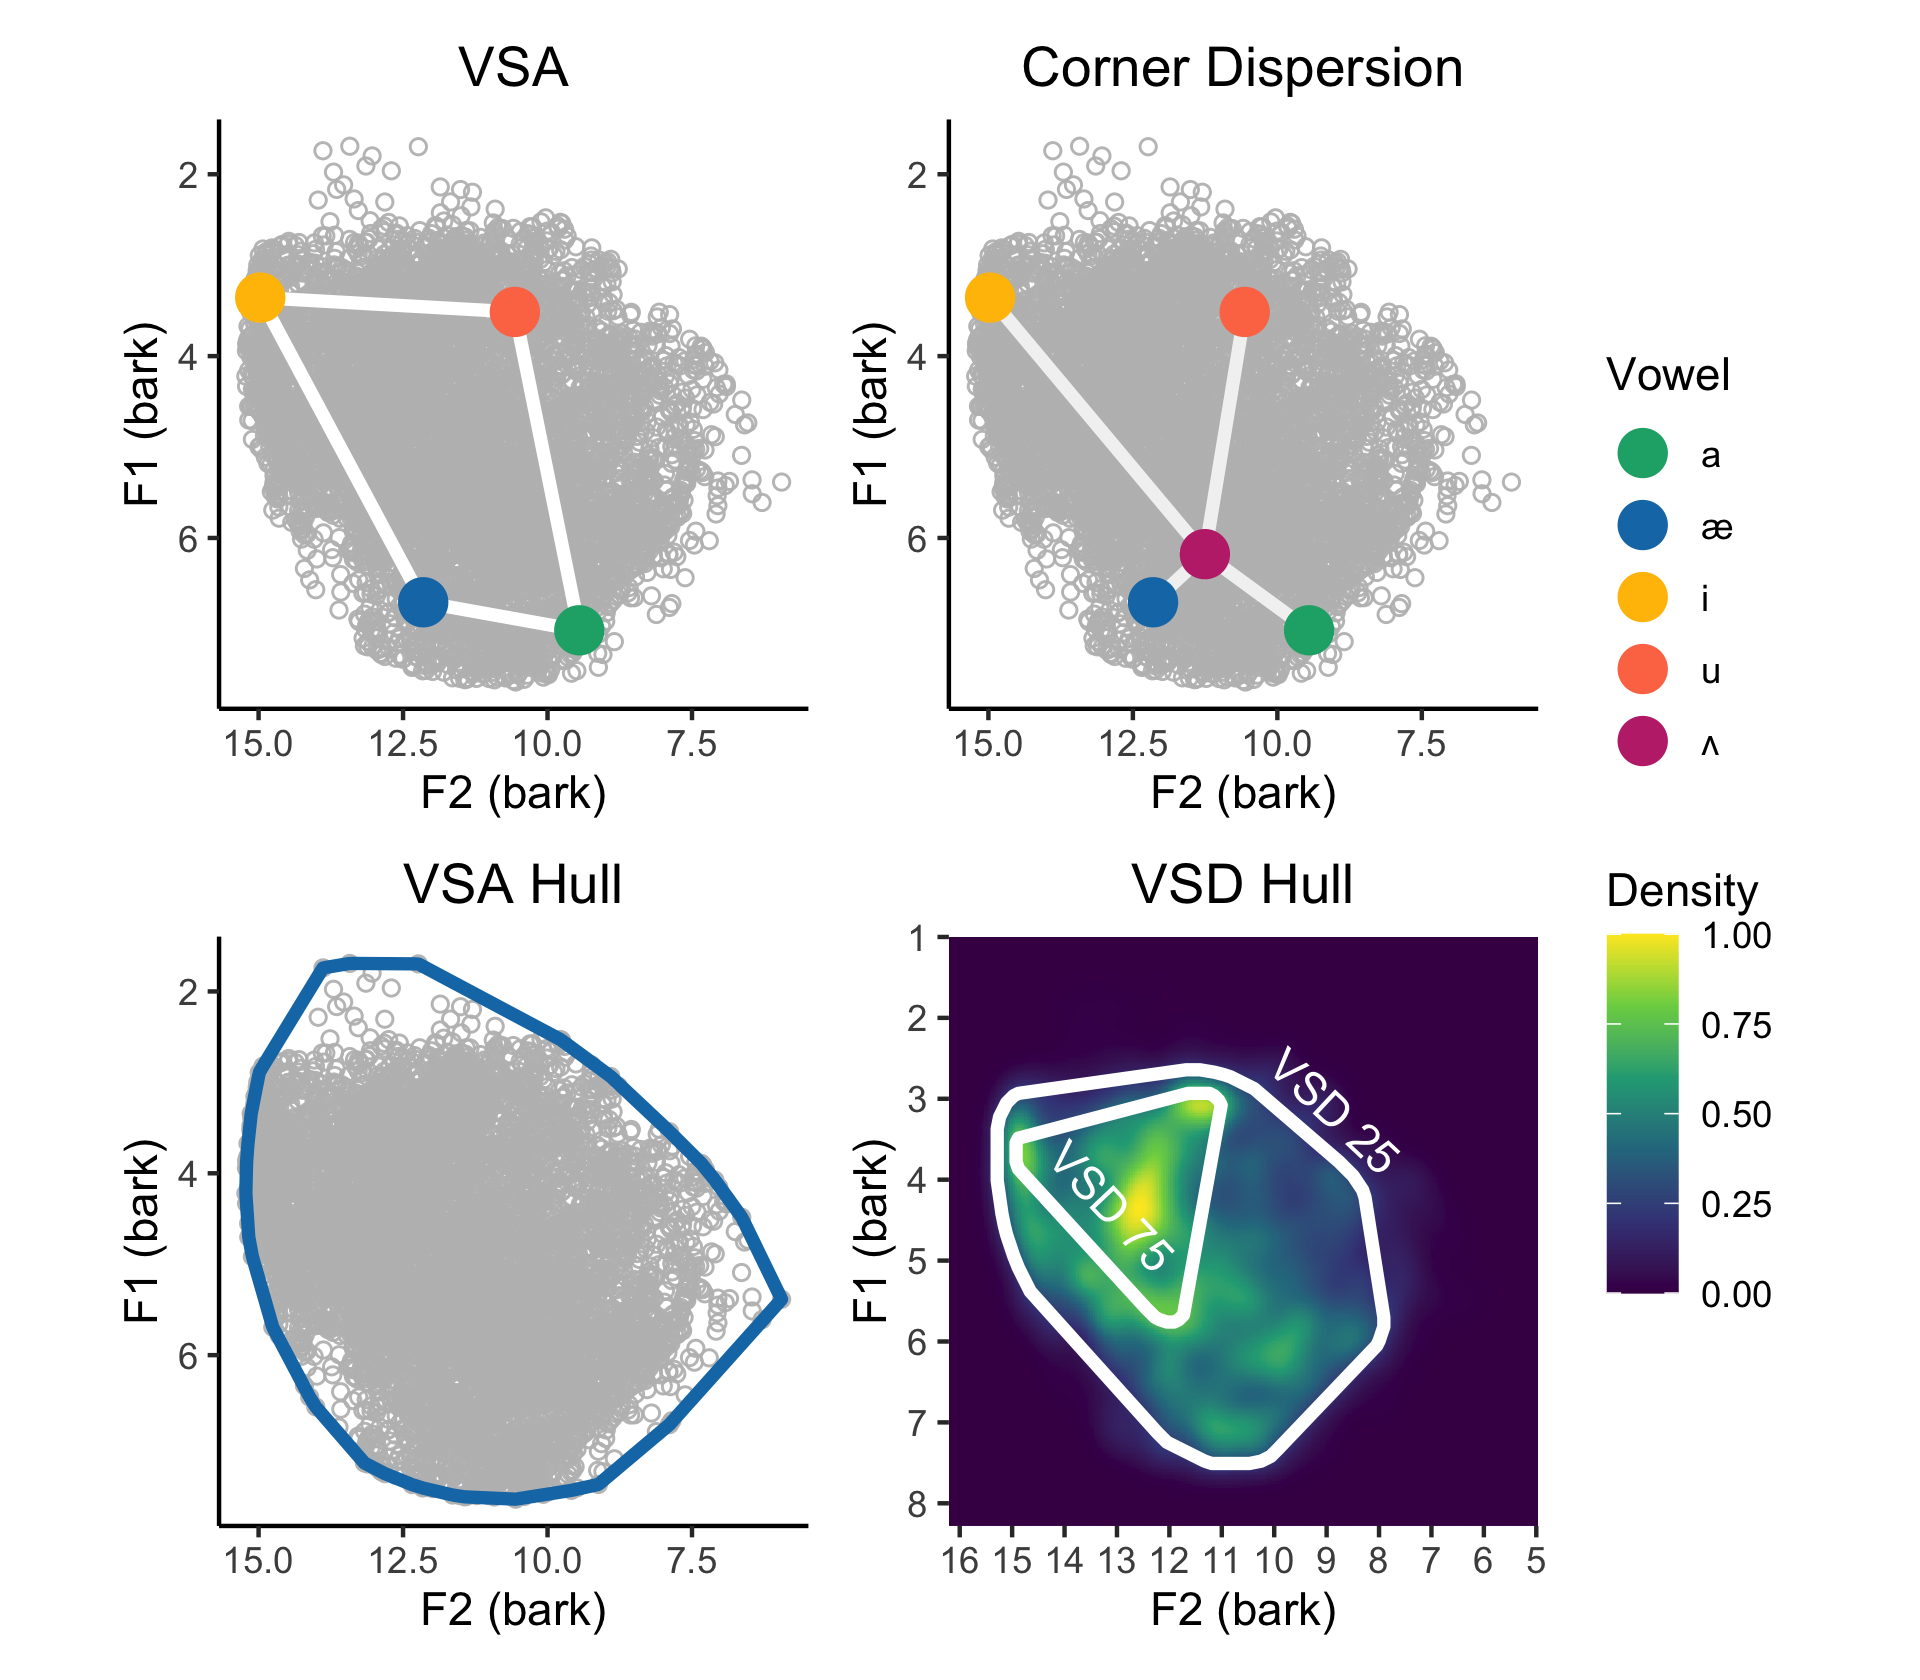 VSA
2
4
6
15.0 12.5 10.0 7.5
F1 (bark)
F2 (bark)
Corner Dispersion
2
4
6
15.0 12.5 10.0 7.5
F1 (bark)
F2 (bark)
Vowel
a
æ
i
u
ʌ
VSA Hull
2
4
6
15.0 12.5 10.0 7.5
F1 (bark)
F2 (bark)
VSD Hull
1
2
3
4
5
6
7
8
16 15 14 13 12 11 10 9 8 7 6 5
F1 (bark)
F2 (bark)
VSD 25
VSD 75
Density
1.00
0.75
0.50
0.25
0.00